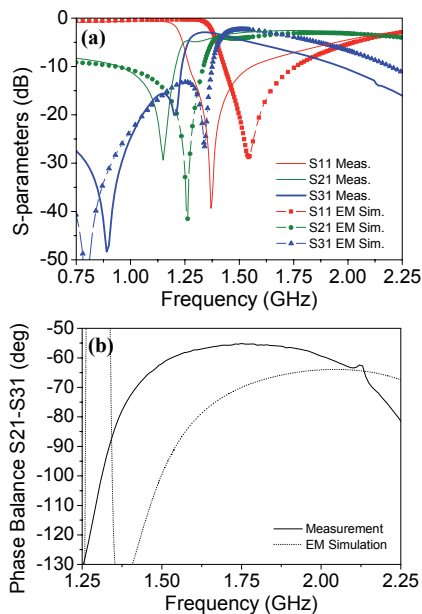 (a)
S-parameters (dB)
0
-10
-20
-30
-40
-50
S11 Meas.
S21 Meas.
S31 Meas.
S11 EM Sim.
S21 EM Sim.
S31 EM Sim.
0.75 1.00 1.25 1.50 1.75 2.00 2.25
Frequency (GHz)
(b)
Phase Balance S21-S31 (deg)
-50
-60
-70
-80
-90
-100
-110
-120
-130
Measurement
EM Simulation
1.25 1.50 1.75 2.00 2.25
Frequency (GHz)